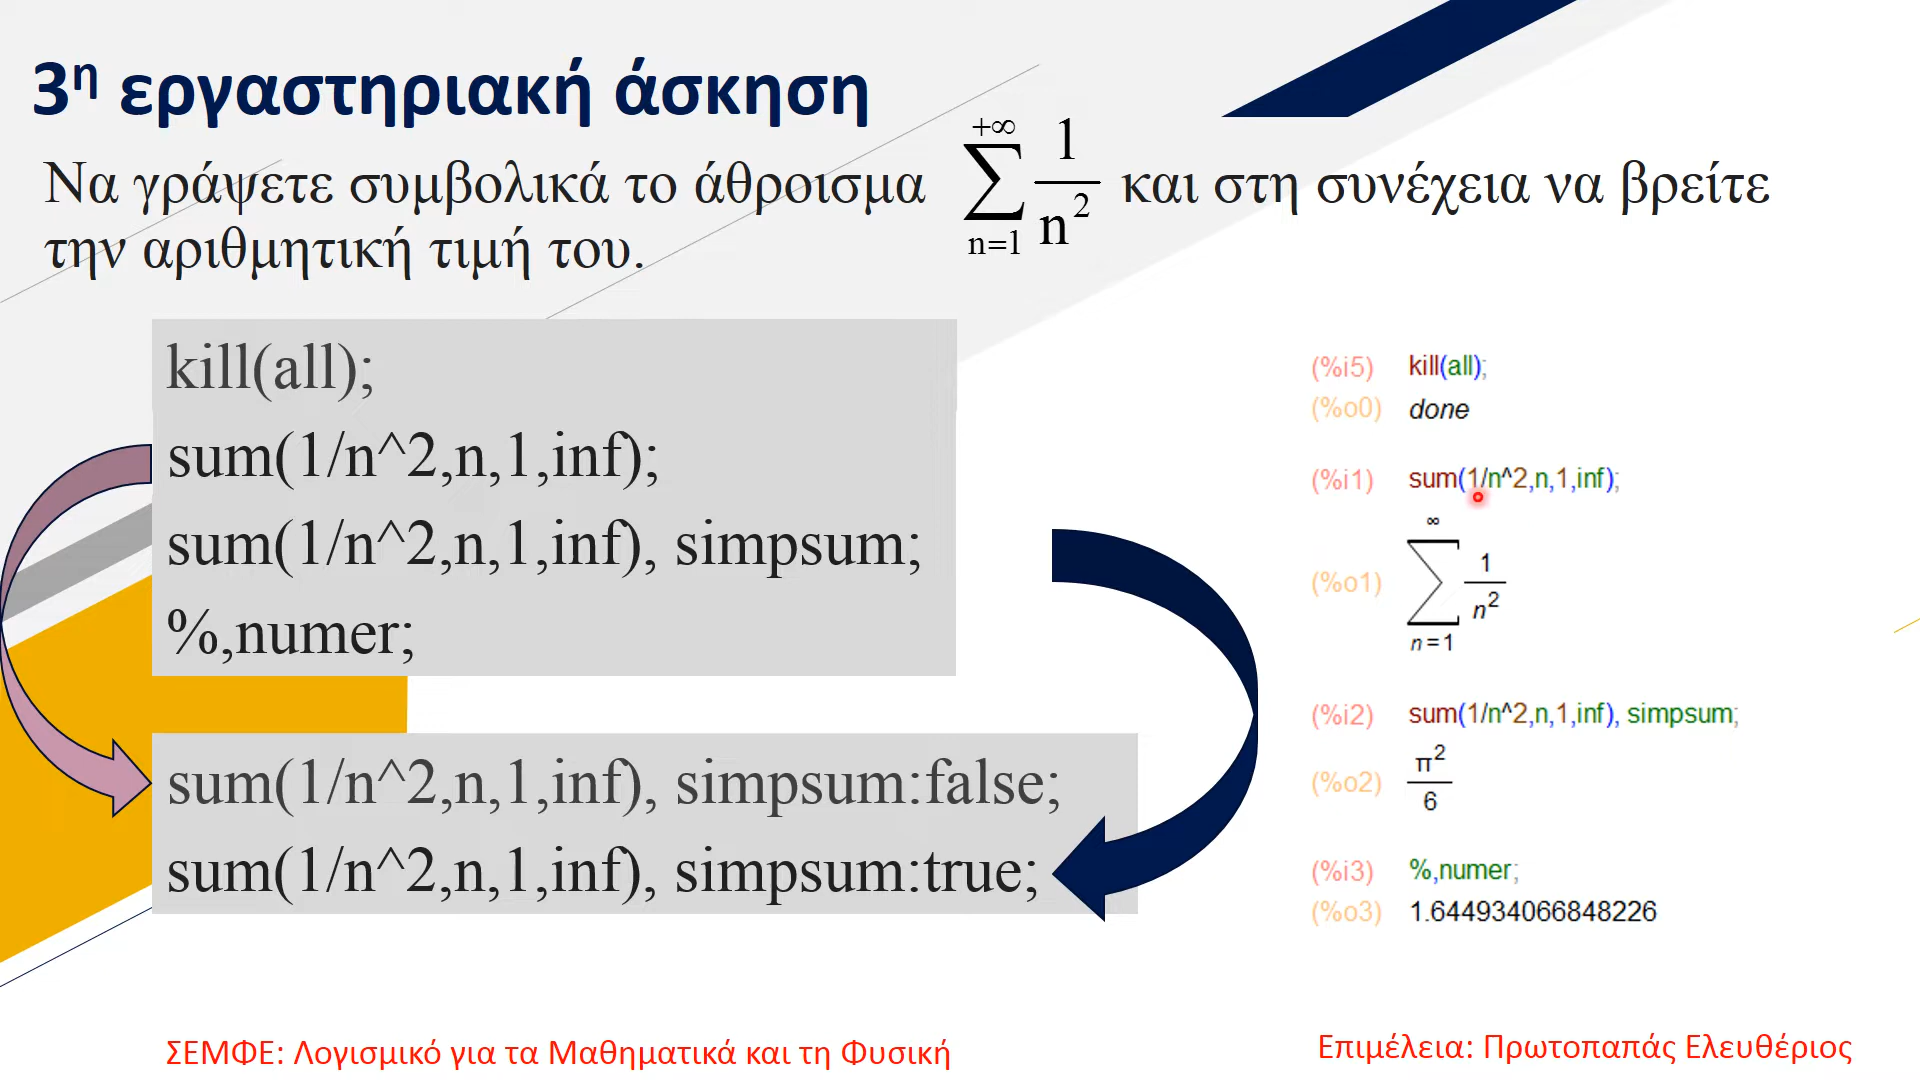 3η εργαστηριακή άσκηση
Να γράψετε συμβολικά το άθροισμα +∞ ∑ n=1 1/n² και στη συνέχεια να βρείτε
την αριθμητική τιμή του.
kill(all);
sum(1/n^2,n,1,inf);
sum(1/n^2,n,1,inf), simpsum;
%,numer;
sum(1/n^2,n,1,inf), simpsum:false;
sum(1/n^2,n,1,inf), simpsum:true;
(%i5) kill(all);
(%o0) done
(%i1) sum(1/n^2,n,1,inf);
(%o1) ∞ ∑ n=1 1/n²
(%i2) sum(1/n^2,n,1,inf), simpsum;
(%o2) π²/6
(%i3) %,numer;
(%o3) 1.644934066848226
ΣΕΜΦΕ: Λογισμικό για τα Μαθηματικά και τη Φυσική
Επιμέλεια: Πρωτοπαπάς Ελευθέριος